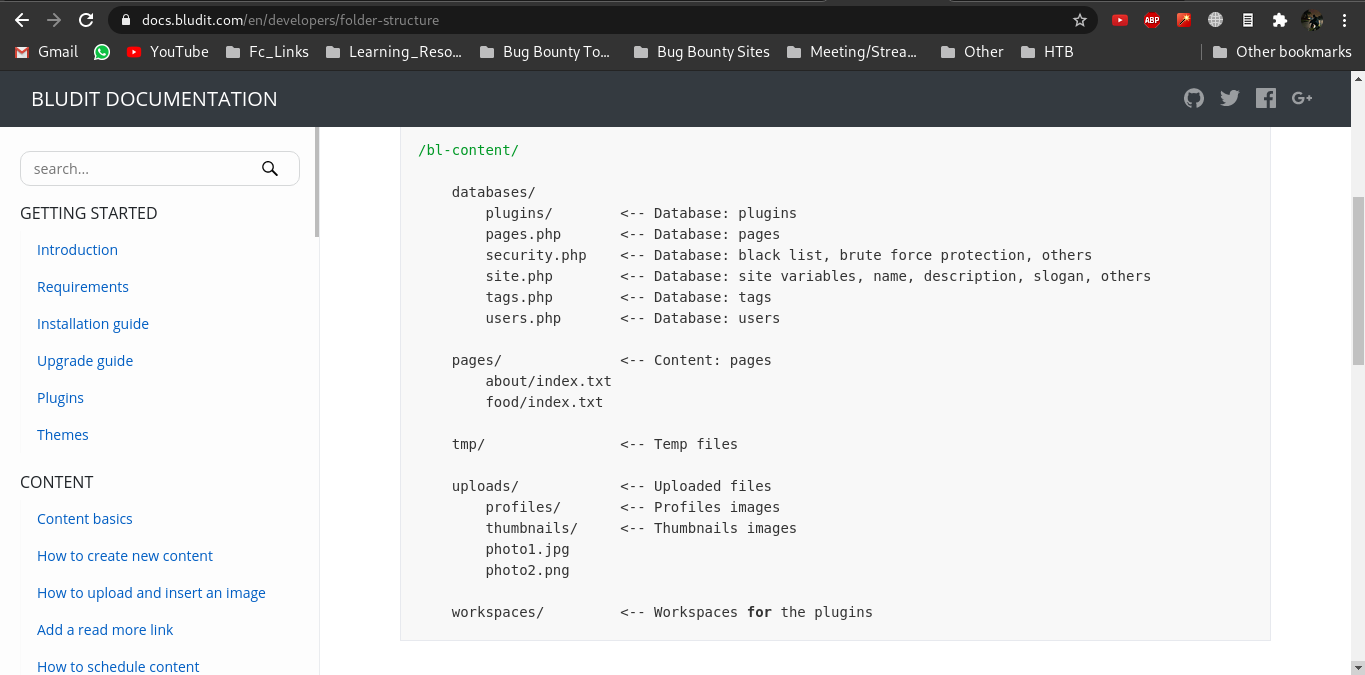 docs.bludit.com/en/developers/folder-structure
ABP
Gmail YouTube Fc_Links Learning_Reso... Bug Bounty To... Bug Bounty Sites Meeting/Strea... Other HTB Other bookmarks
BLUDIT DOCUMENTATION
search...
GETTING STARTED
Introduction
Requirements
Installation guide
Upgrade guide
Plugins
Themes
CONTENT
Content basics
How to create new content
How to upload and insert an image
Add a read more link
How to schedule content
/bl-content/
databases/
plugins/ <-- Database: plugins
pages.php <-- Database: pages
security.php <-- Database: black list, brute force protection, others
site.php <-- Database: site variables, name, description, slogan, others
tags.php <-- Database: tags
users.php <-- Database: users
pages/ <-- Content: pages
about/index.txt
food/index.txt
tmp/ <-- Temp files
uploads/ <-- Uploaded files
profiles/ <-- Profiles images
thumbnails/ <-- Thumbnails images
photo1.jpg
photo2.png
workspaces/ <-- Workspaces for the plugins